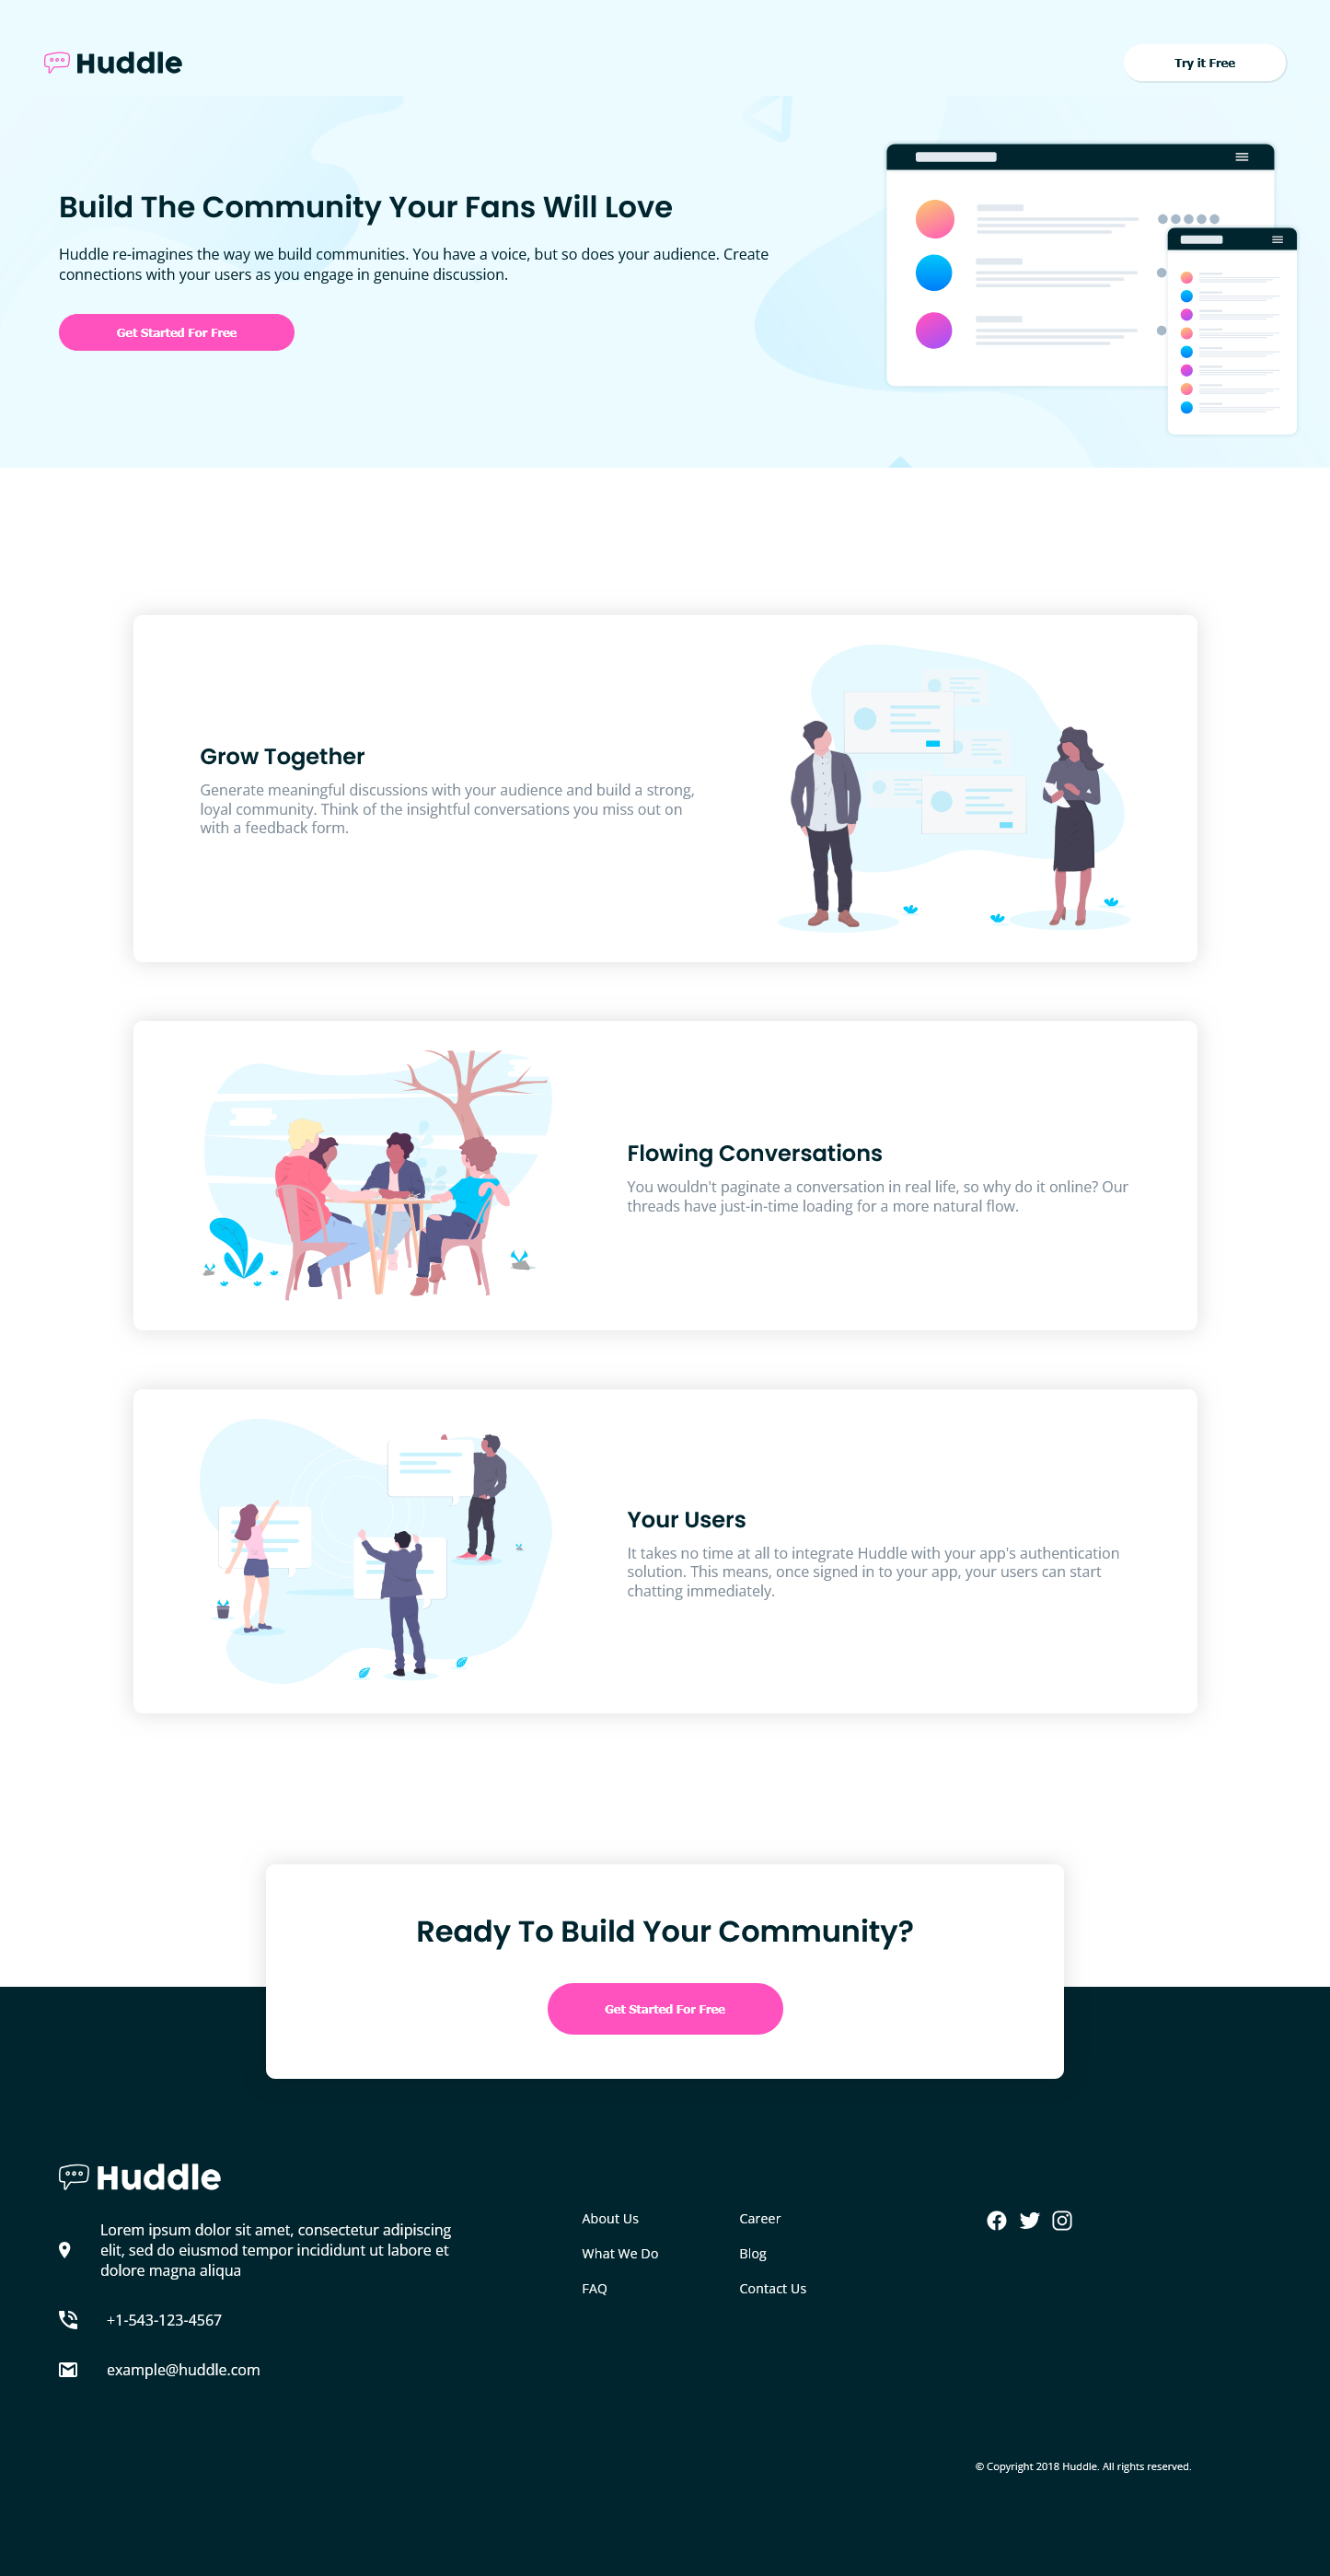 Huddle
Try it Free
Build The Community Your Fans Will Love
Huddle re-imagines the way we build communities. You have a voice, but so does your audience. Create
connections with your users as you engage in genuine discussion.
Get Started For Free
Grow Together
Generate meaningful discussions with your audience and build a strong,
loyal community. Think of the insightful conversations you miss out on
with a feedback form.
Flowing Conversations
You wouldn't paginate a conversation in real life, so why do it online? Our
threads have just-in-time loading for a more natural flow.
Your Users
It takes no time at all to integrate Huddle with your app's authentication
solution. This means, once signed in to your app, your users can start
chatting immediately.
Ready To Build Your Community?
Get Started For Free
Huddle
Lorem ipsum dolor sit amet, consectetur adipiscing
elit, sed do eiusmod tempor incididunt ut labore et
dolore magna aliqua
+1-543-123-4567
example@huddle.com
About Us
What We Do
FAQ
Career
Blog
Contact Us
© Copyright 2018 Huddle. All rights reserved.